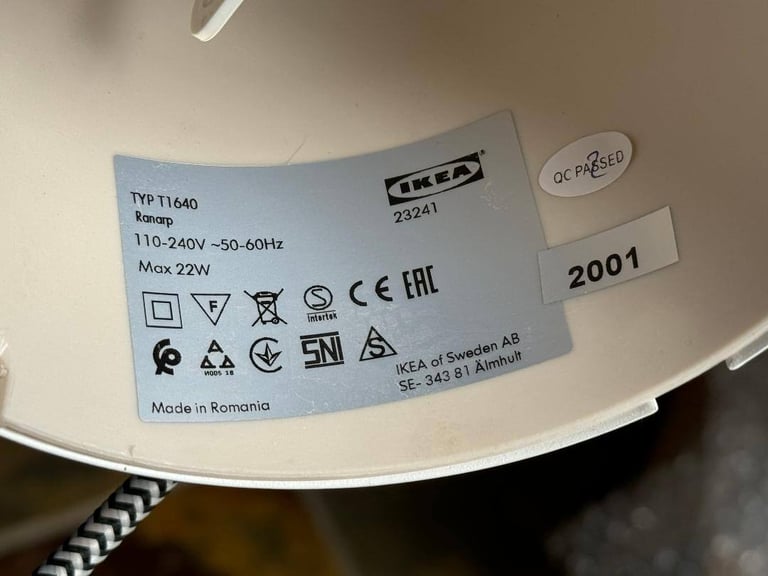 TYP T1640
Ranarp
110-240V ~50-60Hz
Max 22W
IKEA
23241
QC PASSED
2001
F
S
Intertek
CE EAC
SNI
S
IKEA of Sweden AB
SE- 343 81 Älmhult
Made in Romania